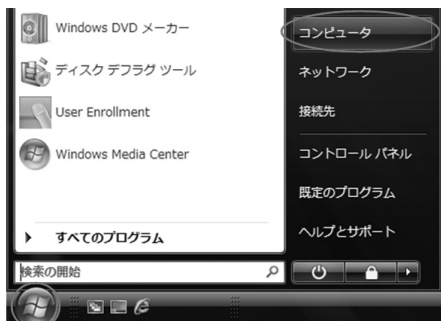 Windows DVD メーカー
ディスク デフラグ ツール
User Enrollment
Windows Media Center
すべてのプログラム
検索の開始
コンピュータ
ネットワーク
接続先
コントロール パネル
既定のプログラム
ヘルプとサポート